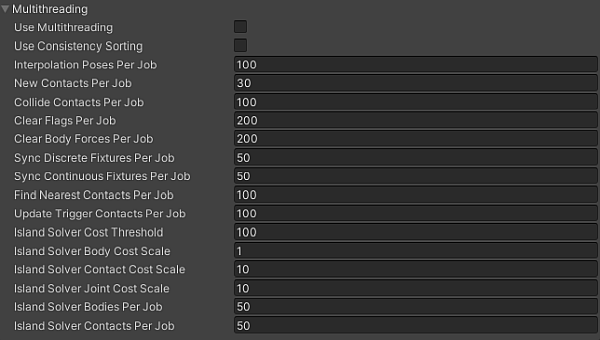 Multithreading
Use Multithreading
Use Consistency Sorting
Interpolation Poses Per Job 100
New Contacts Per Job 30
Collide Contacts Per Job 100
Clear Flags Per Job 200
Clear Body Forces Per Job 200
Sync Discrete Fixtures Per Job 50
Sync Continuous Fixtures Per Job 50
Find Nearest Contacts Per Job 100
Update Trigger Contacts Per Job 100
Island Solver Cost Threshold 100
Island Solver Body Cost Scale 1
Island Solver Contact Cost Scale 10
Island Solver Joint Cost Scale 10
Island Solver Bodies Per Job 50
Island Solver Contacts Per Job 50